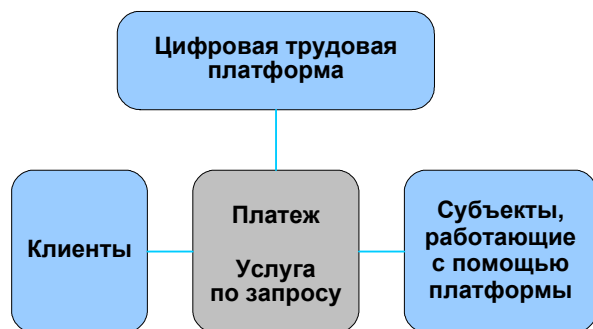 Цифровая трудовая
платформа
Клиенты
Платеж
Услуга
по запросу
Субъекты,
работающие
с помощью
платформы